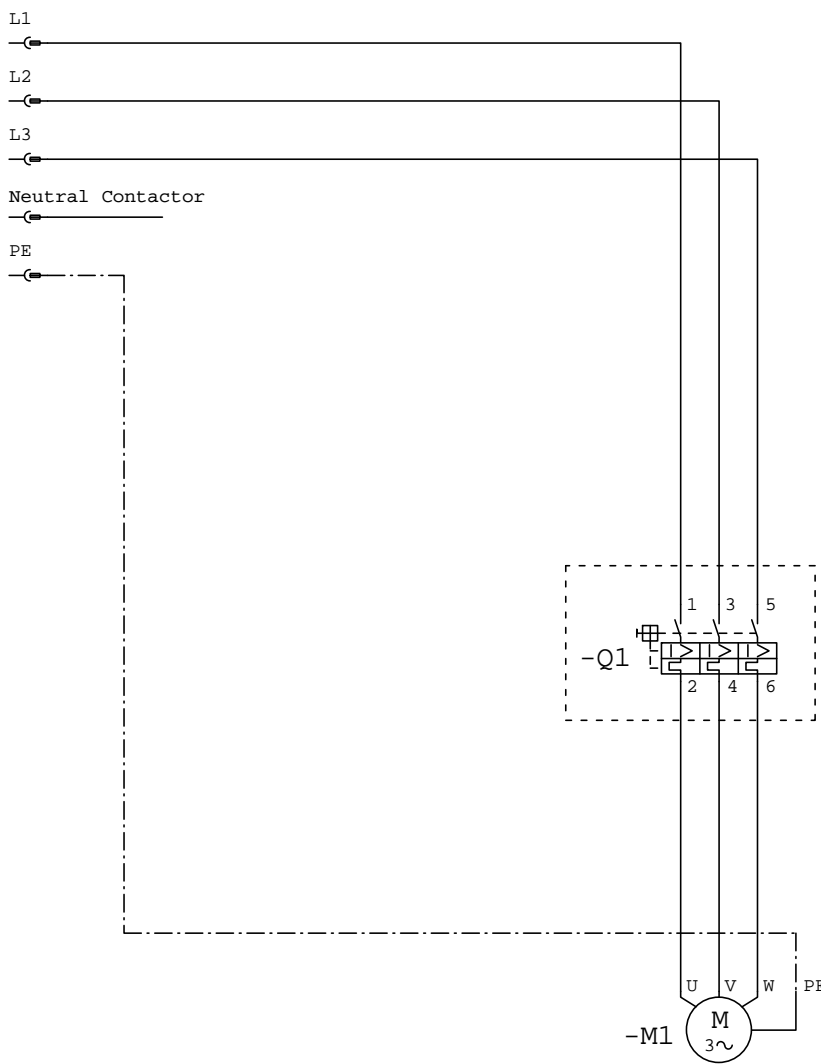 L1
L2
L3
Neutral Contactor
PE
1 3 5
-Q1
2 4 6
U V W PE
-M1
M
3~